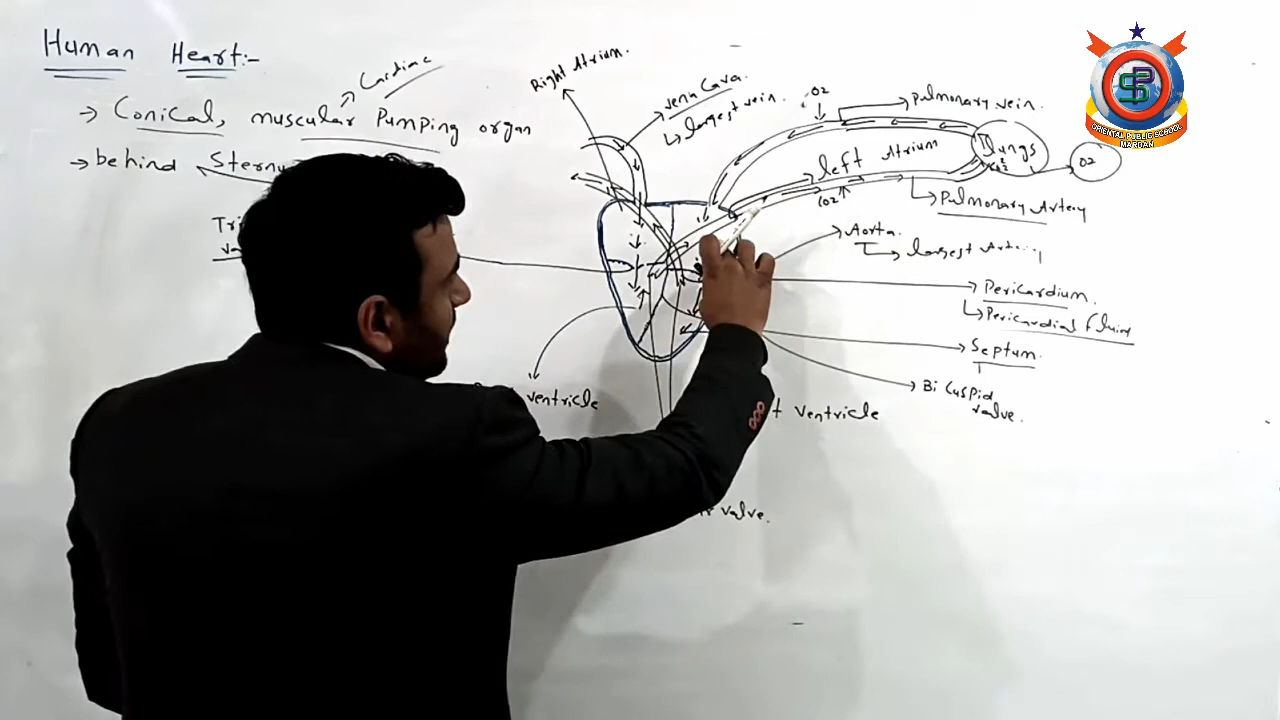 Human Heart:-
→ Conical, muscular Pumping organ
Cardiac
→ behind
Right Atrium.
vena Cava.
↳ largest vein.
O2
Pulmonary vein.
lungs
O2
left Atrium
CO2
Pulmonary Artery
Aorta.
largest Artery
Pericardium.
↳ Pericardial fluid
Septum.
Bi Cuspid
valve.
ventricle
ventricle
valve.
ORIENTAL PUBLIC SCHOOL
MARDAN